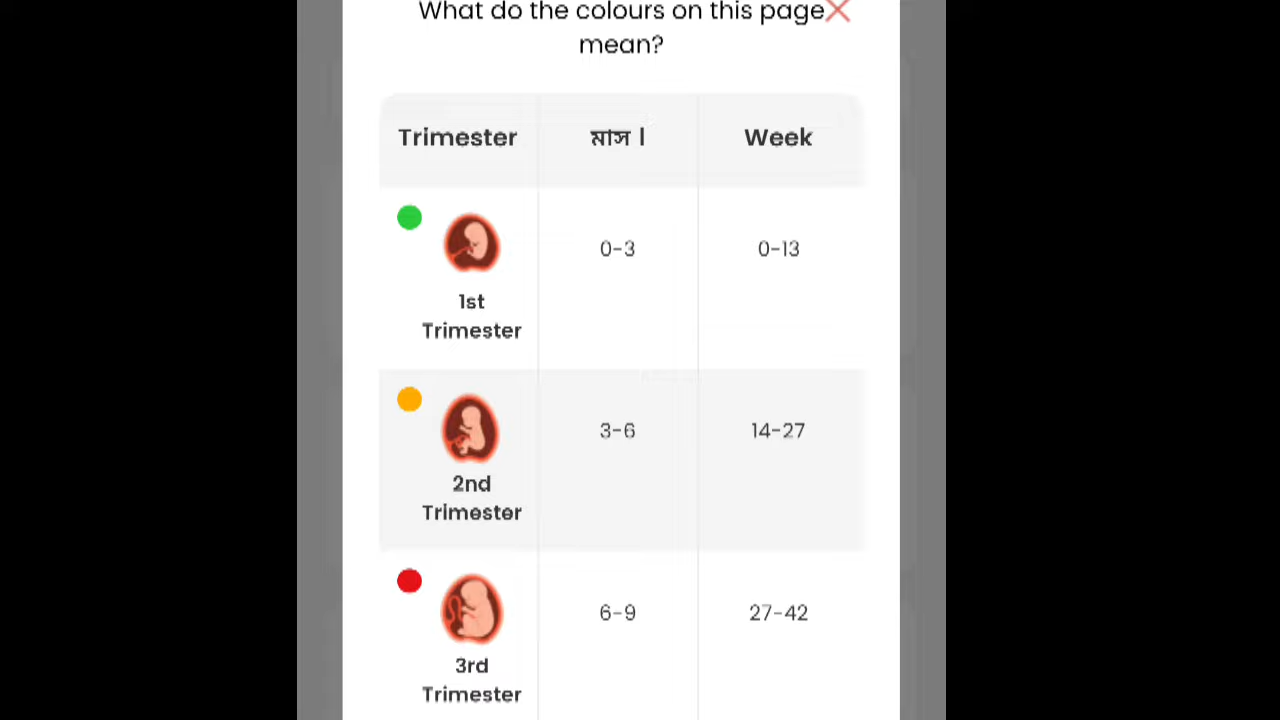 What do the colours on this page
mean?
Trimester মাস । Week
0-3 0-13
1st
Trimester
3-6 14-27
2nd
Trimester
6-9 27-42
3rd
Trimester